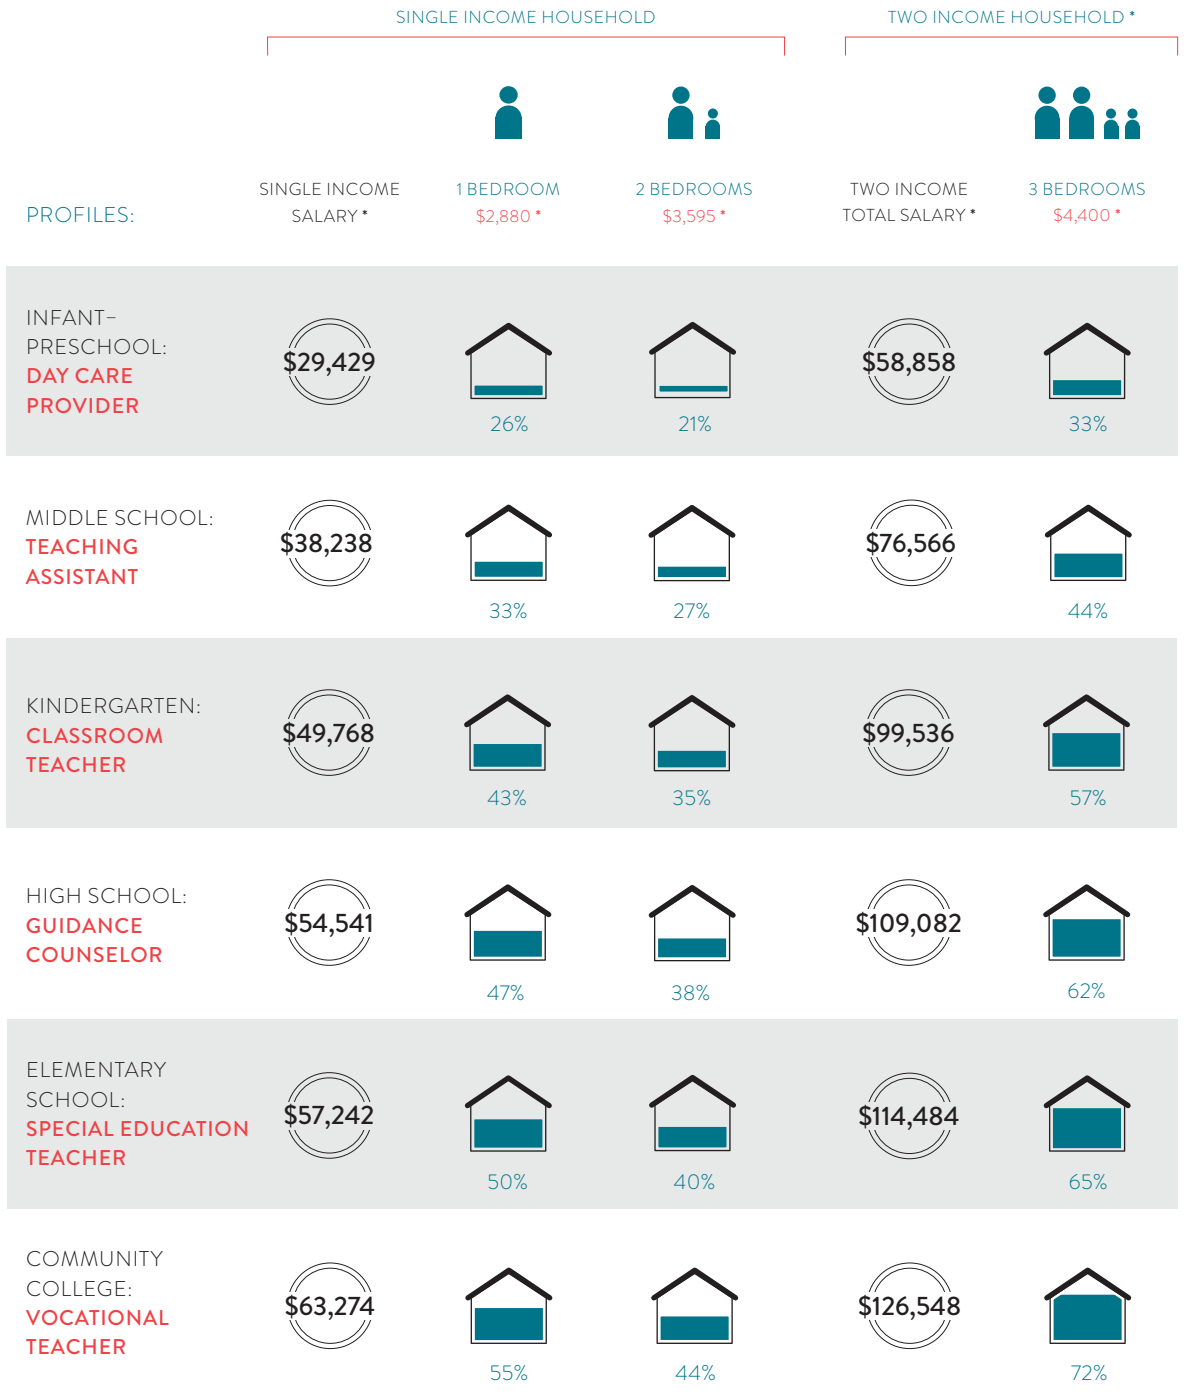 SINGLE INCOME HOUSEHOLD
TWO INCOME HOUSEHOLD *
PROFILES:
SINGLE INCOME
SALARY *
1 BEDROOM
$2,880 *
2 BEDROOMS
$3,595 *
TWO INCOME
TOTAL SALARY *
3 BEDROOMS
$4,400 *
INFANT–
PRESCHOOL:
DAY CARE
PROVIDER
$29,429
26%
21%
$58,858
33%
MIDDLE SCHOOL:
TEACHING
ASSISTANT
$38,238
33%
27%
$76,566
44%
KINDERGARTEN:
CLASSROOM
TEACHER
$49,768
43%
35%
$99,536
57%
HIGH SCHOOL:
GUIDANCE
COUNSELOR
$54,541
47%
38%
$109,082
62%
ELEMENTARY
SCHOOL:
SPECIAL EDUCATION
TEACHER
$57,242
50%
40%
$114,484
65%
COMMUNITY
COLLEGE:
VOCATIONAL
TEACHER
$63,274
55%
44%
$126,548
72%